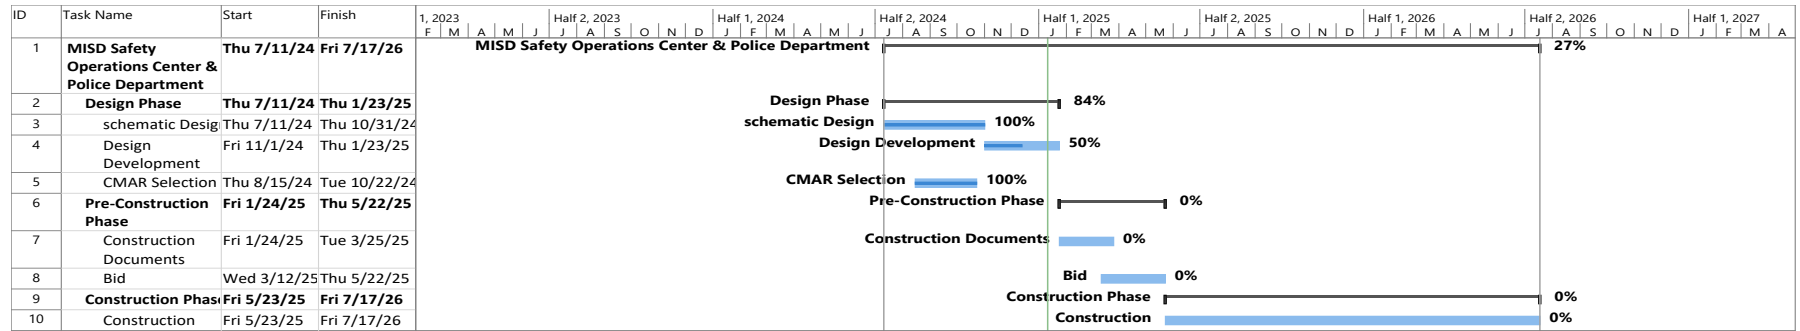 ID Task Name Start Finish 1, 2023 Half 2, 2023 Half 1, 2024 Half 2, 2024 Half 1, 2025 Half 2, 2025 Half 1, 2026 Half 2, 2026 Half 1, 2027
F M A M J J A S O N D J F M A M J J A S O N D J F M A M J J A S O N D J F M A M J J A S O N D J F M A
1 MISD Safety Thu 7/11/24 Fri 7/17/26 MISD Safety Operations Center & Police Department 27%
Operations Center &
Police Department
2 Design Phase Thu 7/11/24 Thu 1/23/25 Design Phase 84%
3 schematic Desig Thu 7/11/24 Thu 10/31/24 schematic Design 100%
4 Design Fri 11/1/24 Thu 1/23/25 Design Development 50%
Development
5 CMAR Selection Thu 8/15/24 Tue 10/22/24 CMAR Selection 100%
6 Pre-Construction Fri 1/24/25 Thu 5/22/25 Pre-Construction Phase 0%
Phase
7 Construction Fri 1/24/25 Tue 3/25/25 Construction Documents 0%
Documents
8 Bid Wed 3/12/25 Thu 5/22/25 Bid 0%
9 Construction Phase Fri 5/23/25 Fri 7/17/26 Construction Phase 0%
10 Construction Fri 5/23/25 Fri 7/17/26 Construction 0%